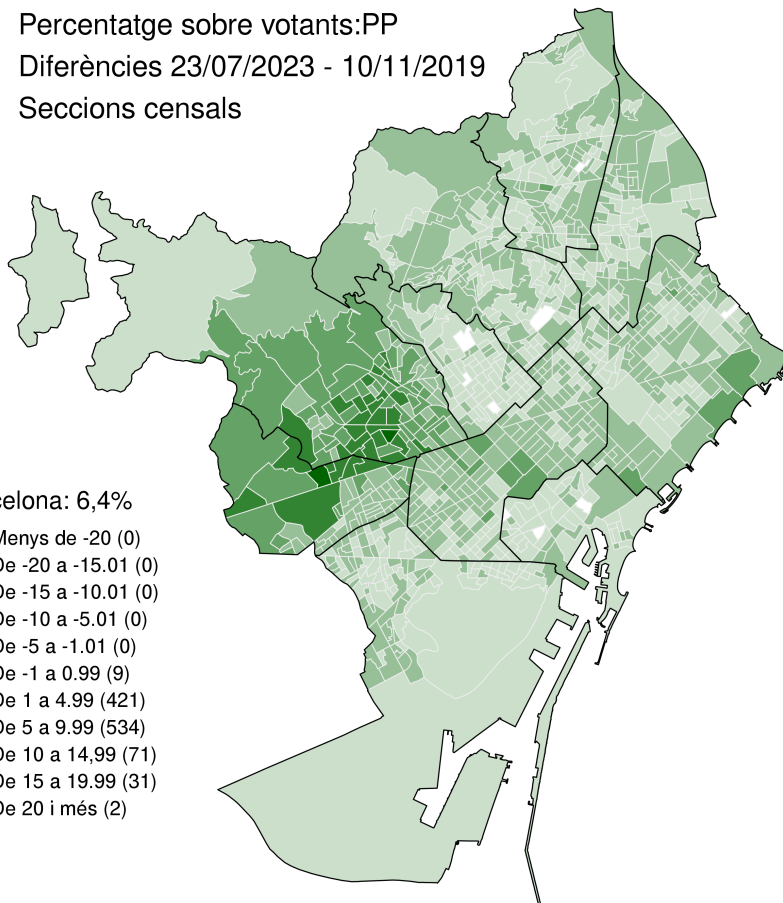 Percentatge sobre votants:PP
Diferències 23/07/2023 - 10/11/2019
Seccions censals
celona: 6,4%
Menys de -20 (0)
De -20 a -15.01 (0)
De -15 a -10.01 (0)
De -10 a -5.01 (0)
De -5 a -1.01 (0)
De -1 a 0.99 (9)
De 1 a 4.99 (421)
De 5 a 9.99 (534)
De 10 a 14,99 (71)
De 15 a 19.99 (31)
De 20 i més (2)